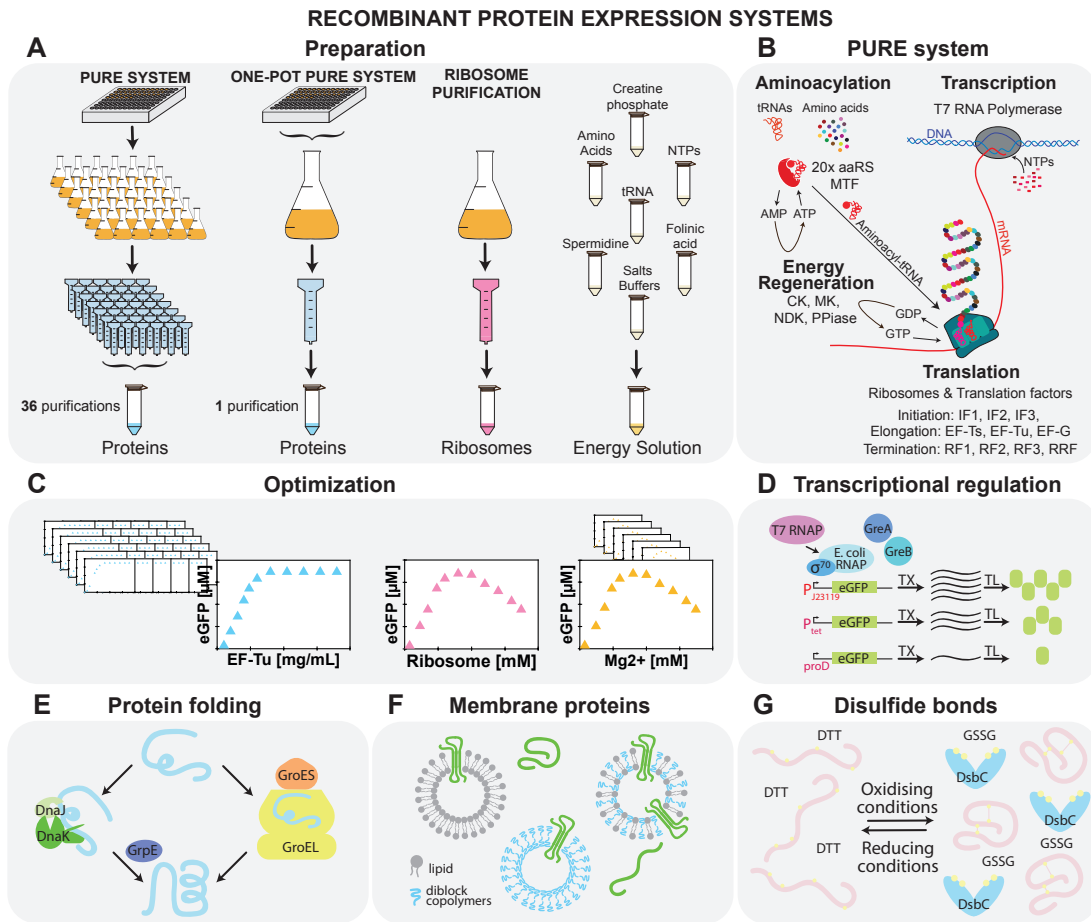 RECOMBINANT PROTEIN EXPRESSION SYSTEMS
A
Preparation
PURE SYSTEM
ONE-POT PURE SYSTEM
RIBOSOME
PURIFICATION
Creatine
phosphate
Amino
Acids
NTPs
tRNA
Spermidine
Folinic
acid
Salts
Buffers
36 purifications
1 purification
Proteins
Proteins
Ribosomes
Energy Solution
B
PURE system
Aminoacylation
tRNAs
Amino acids
20x aaRS
MTF
AMP
ATP
Aminoacyl-tRNA
Transcription
T7 RNA Polymerase
DNA
NTPs
mRNA
Energy
Regeneration
CK, MK,
NDK, PPiase
GDP
GTP
Translation
Ribosomes & Translation factors
Initiation: IF1, IF2, IF3,
Elongation: EF-Ts, EF-Tu, EF-G
Termination: RF1, RF2, RF3, RRF
C
Optimization
eGFP [µM]
EF-Tu [mg/mL]
eGFP [µM]
Ribosome [mM]
eGFP [µM]
Mg2+ [mM]
D
Transcriptional regulation
T7 RNAP
GreA
GreB
E. coli
RNAP
σ70
PJ23119
eGFP
TX
TL
Ptet
eGFP
TX
TL
proD
eGFP
TX
TL
E
Protein folding
DnaJ
DnaK
GrpE
GroES
GroEL
F
Membrane proteins
lipid
diblock
copolymers
G
Disulfide bonds
DTT
DTT
DTT
Oxidising
conditions
Reducing
conditions
GSSG
DsbC
DsbC
GSSG
GSSG
DsbC